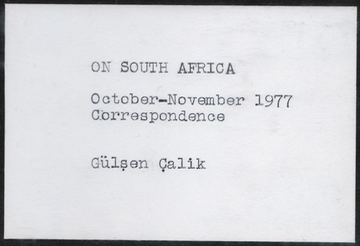 ON SOUTH AFRICA
October-November 1977
Correspondence
Gülşen Çalik